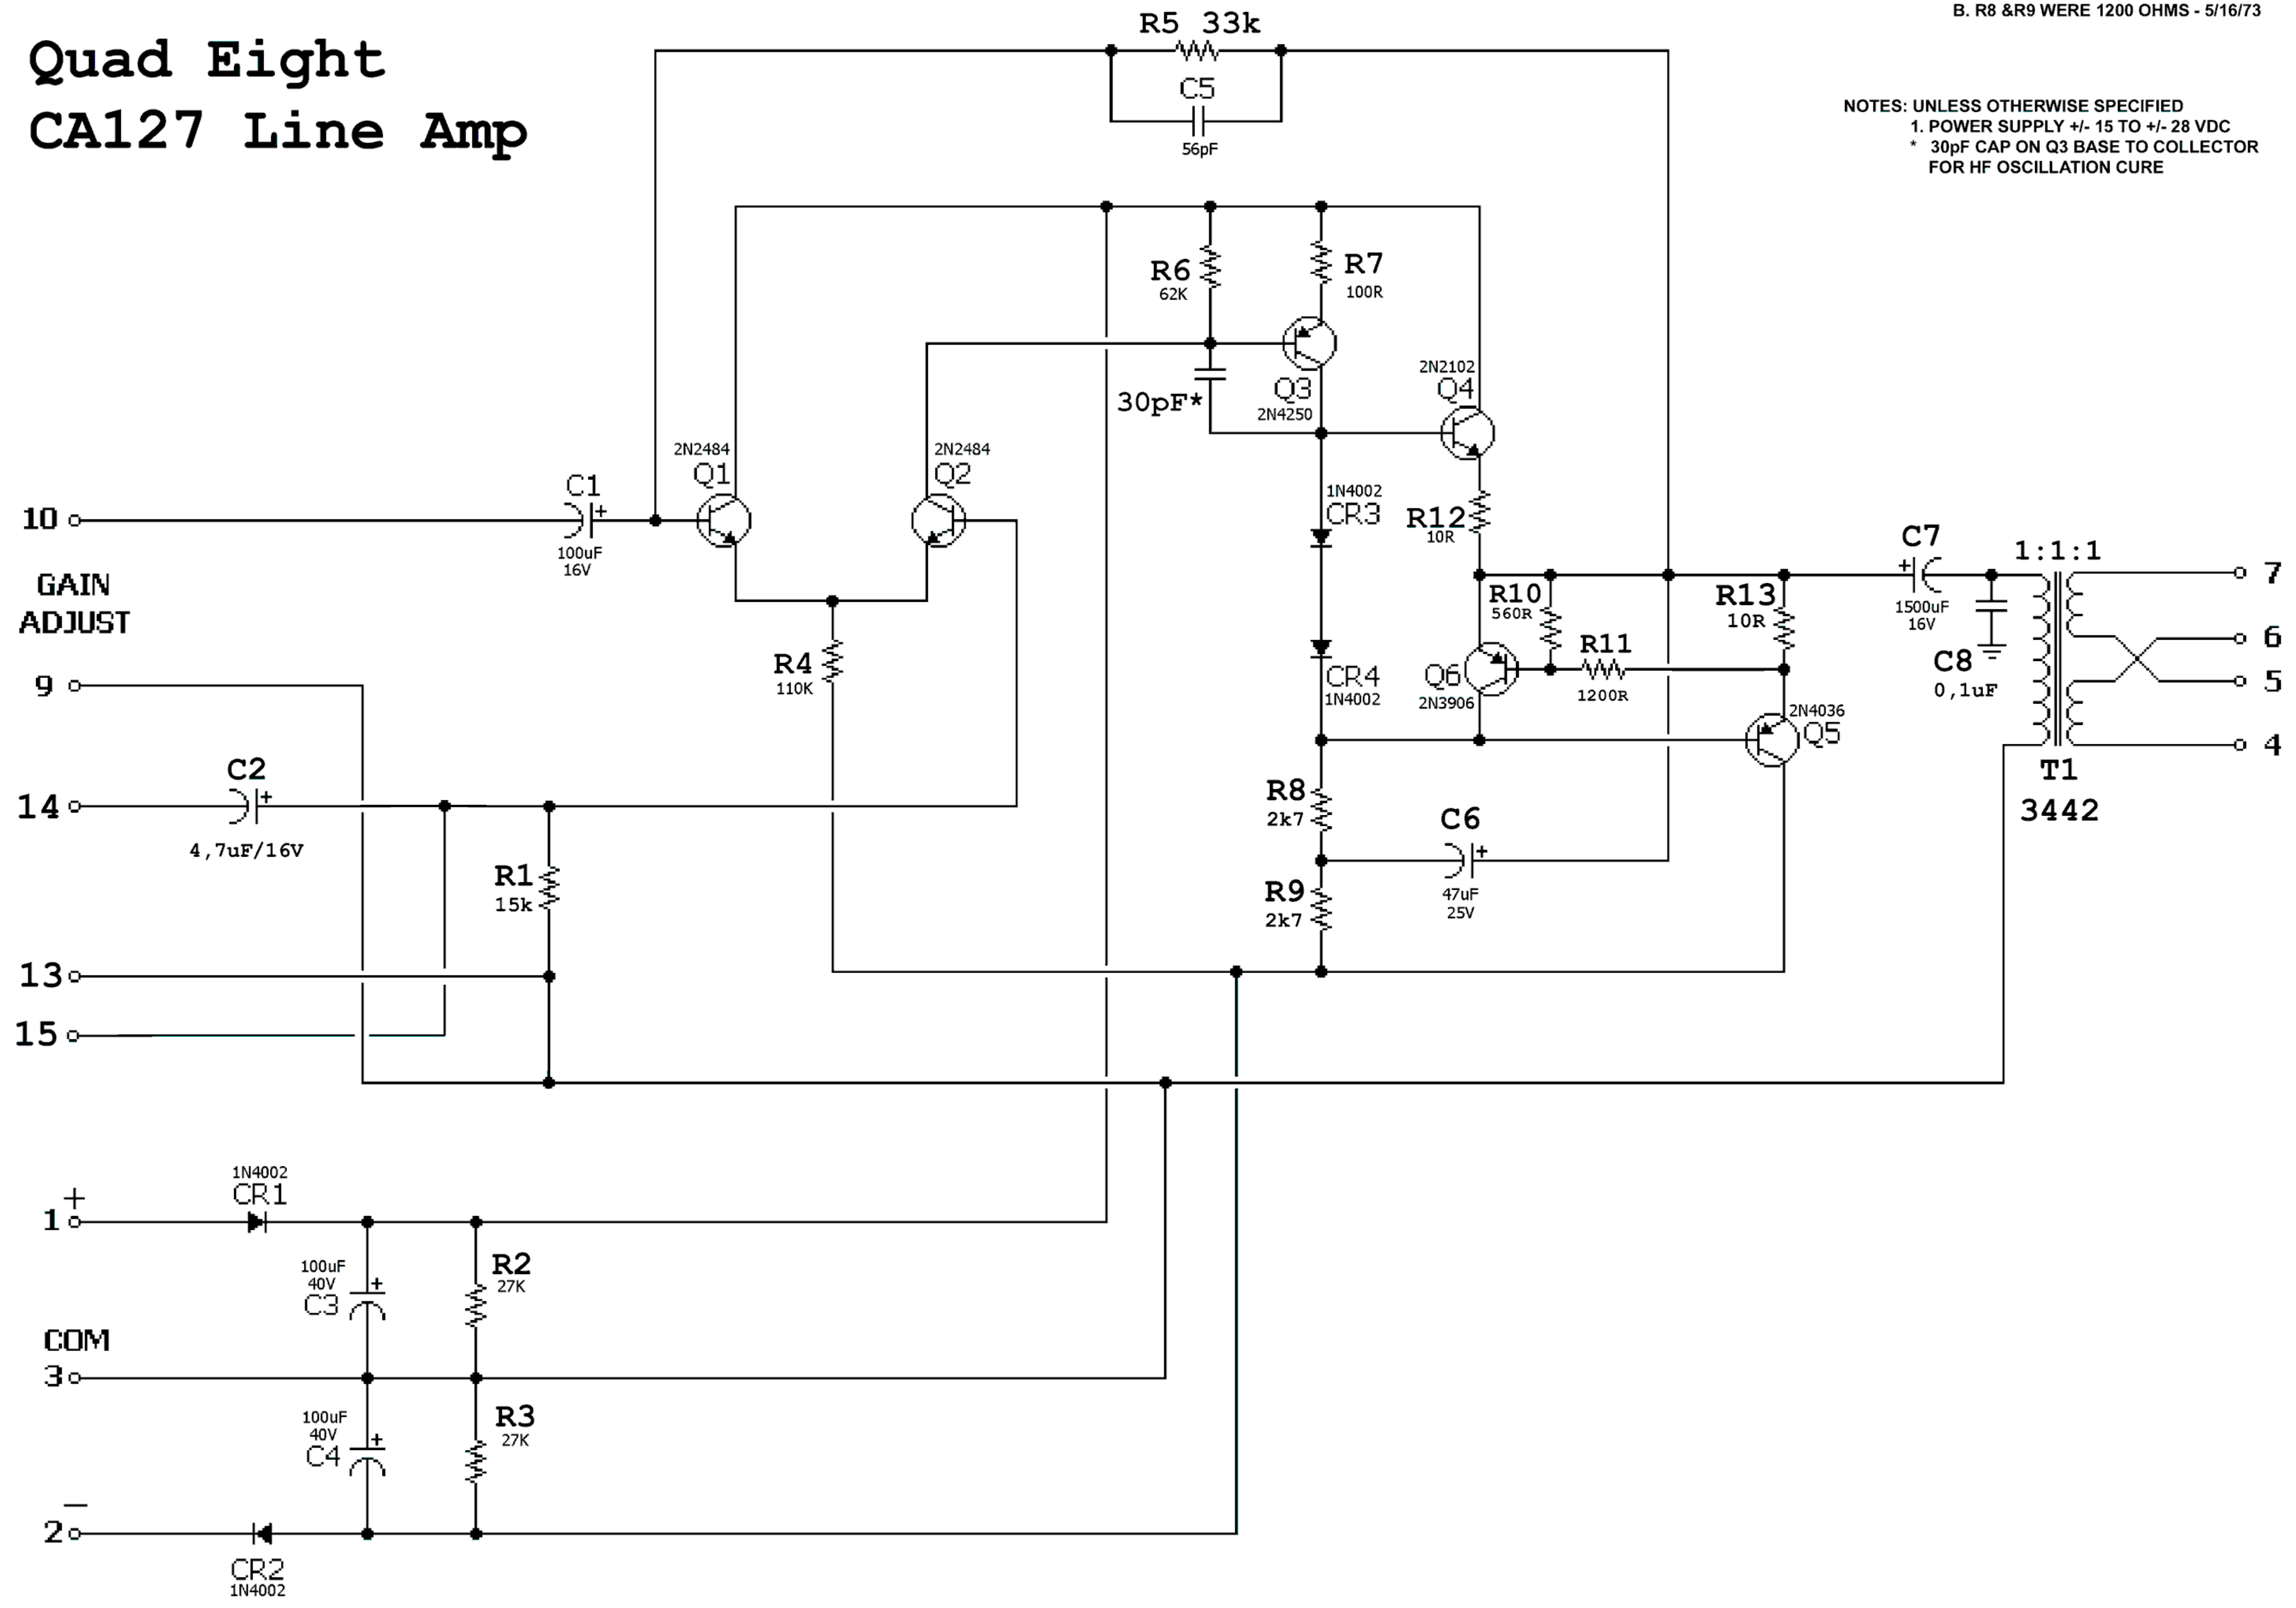 B. R8 &R9 WERE 1200 OHMS - 5/16/73
Quad Eight
CA127 Line Amp
R5 33k
C5
56pF
NOTES: UNLESS OTHERWISE SPECIFIED
1. POWER SUPPLY +/- 15 TO +/- 28 VDC
* 30pF CAP ON Q3 BASE TO COLLECTOR
FOR HF OSCILLATION CURE
R6
62K
R7
100R
30pF*
Q3
2N4250
2N2102
Q4
2N2484
Q1
2N2484
Q2
10
C1
+
100uF
16V
1N4002
CR3
R12
10R
GAIN
ADJUST
R4
110K
CR4
1N4002
R10
560R
R11
1200R
Q6
2N3906
R13
10R
2N4036
Q5
C7
+
1500uF
16V
C8
0,1uF
1:1:1
T1
3442
7
6
5
4
9
C2
14
+
4,7uF/16V
R1
15k
R8
2k7
C6
+
47uF
25V
R9
2k7
13
15
1N4002
CR1
+
1
100uF
40V
+
C3
R2
27K
COM
3
100uF
40V
+
C4
R3
27K
—
2
CR2
1N4002